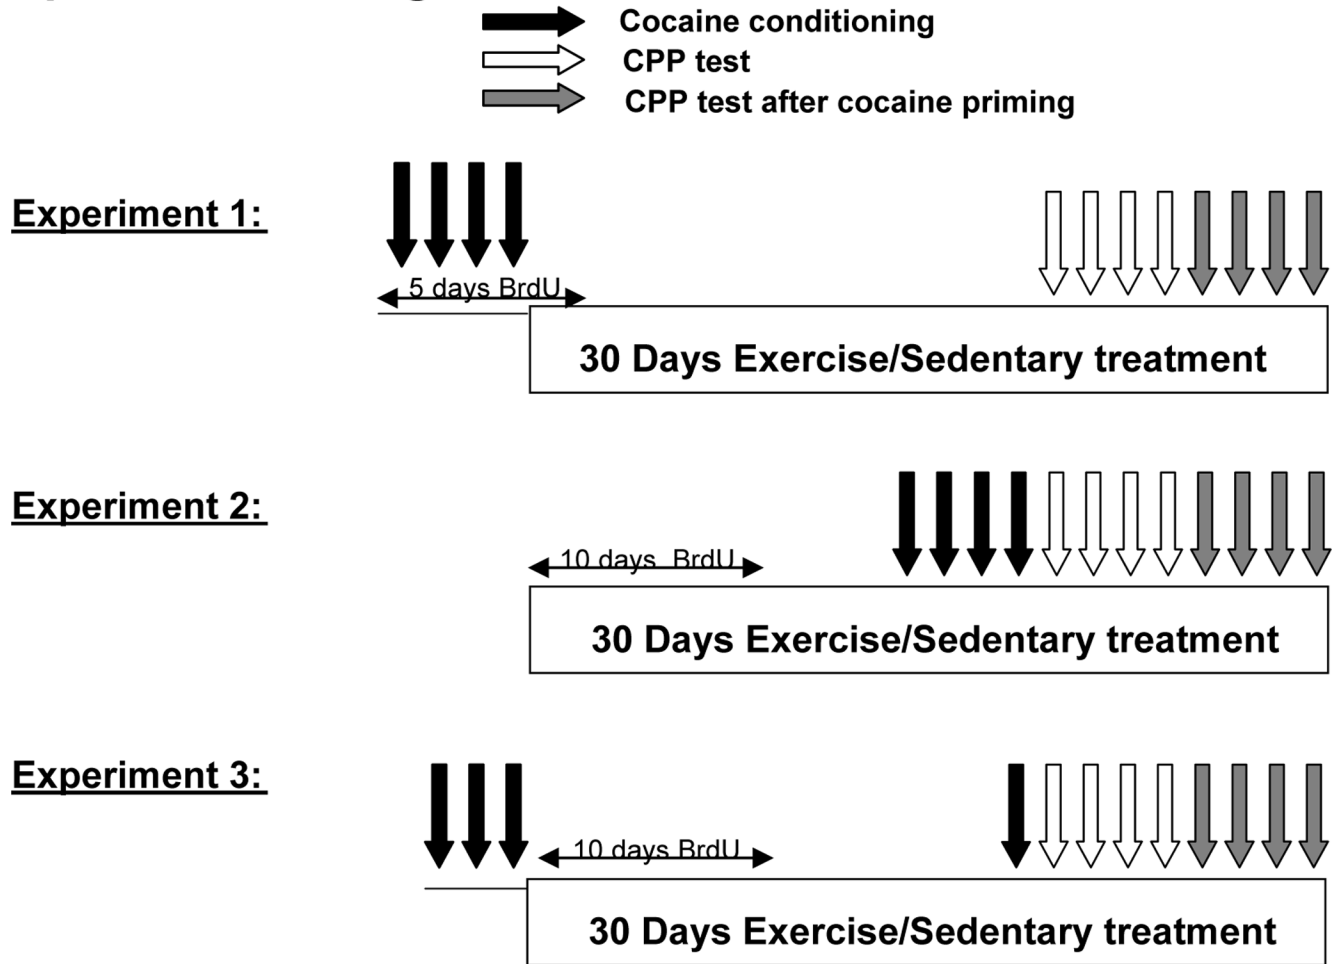 Cocaine conditioning
CPP test
CPP test after cocaine priming
Experiment 1:
5 days BrdU
30 Days Exercise/Sedentary treatment
Experiment 2:
10 days BrdU
30 Days Exercise/Sedentary treatment
Experiment 3:
10 days BrdU
30 Days Exercise/Sedentary treatment